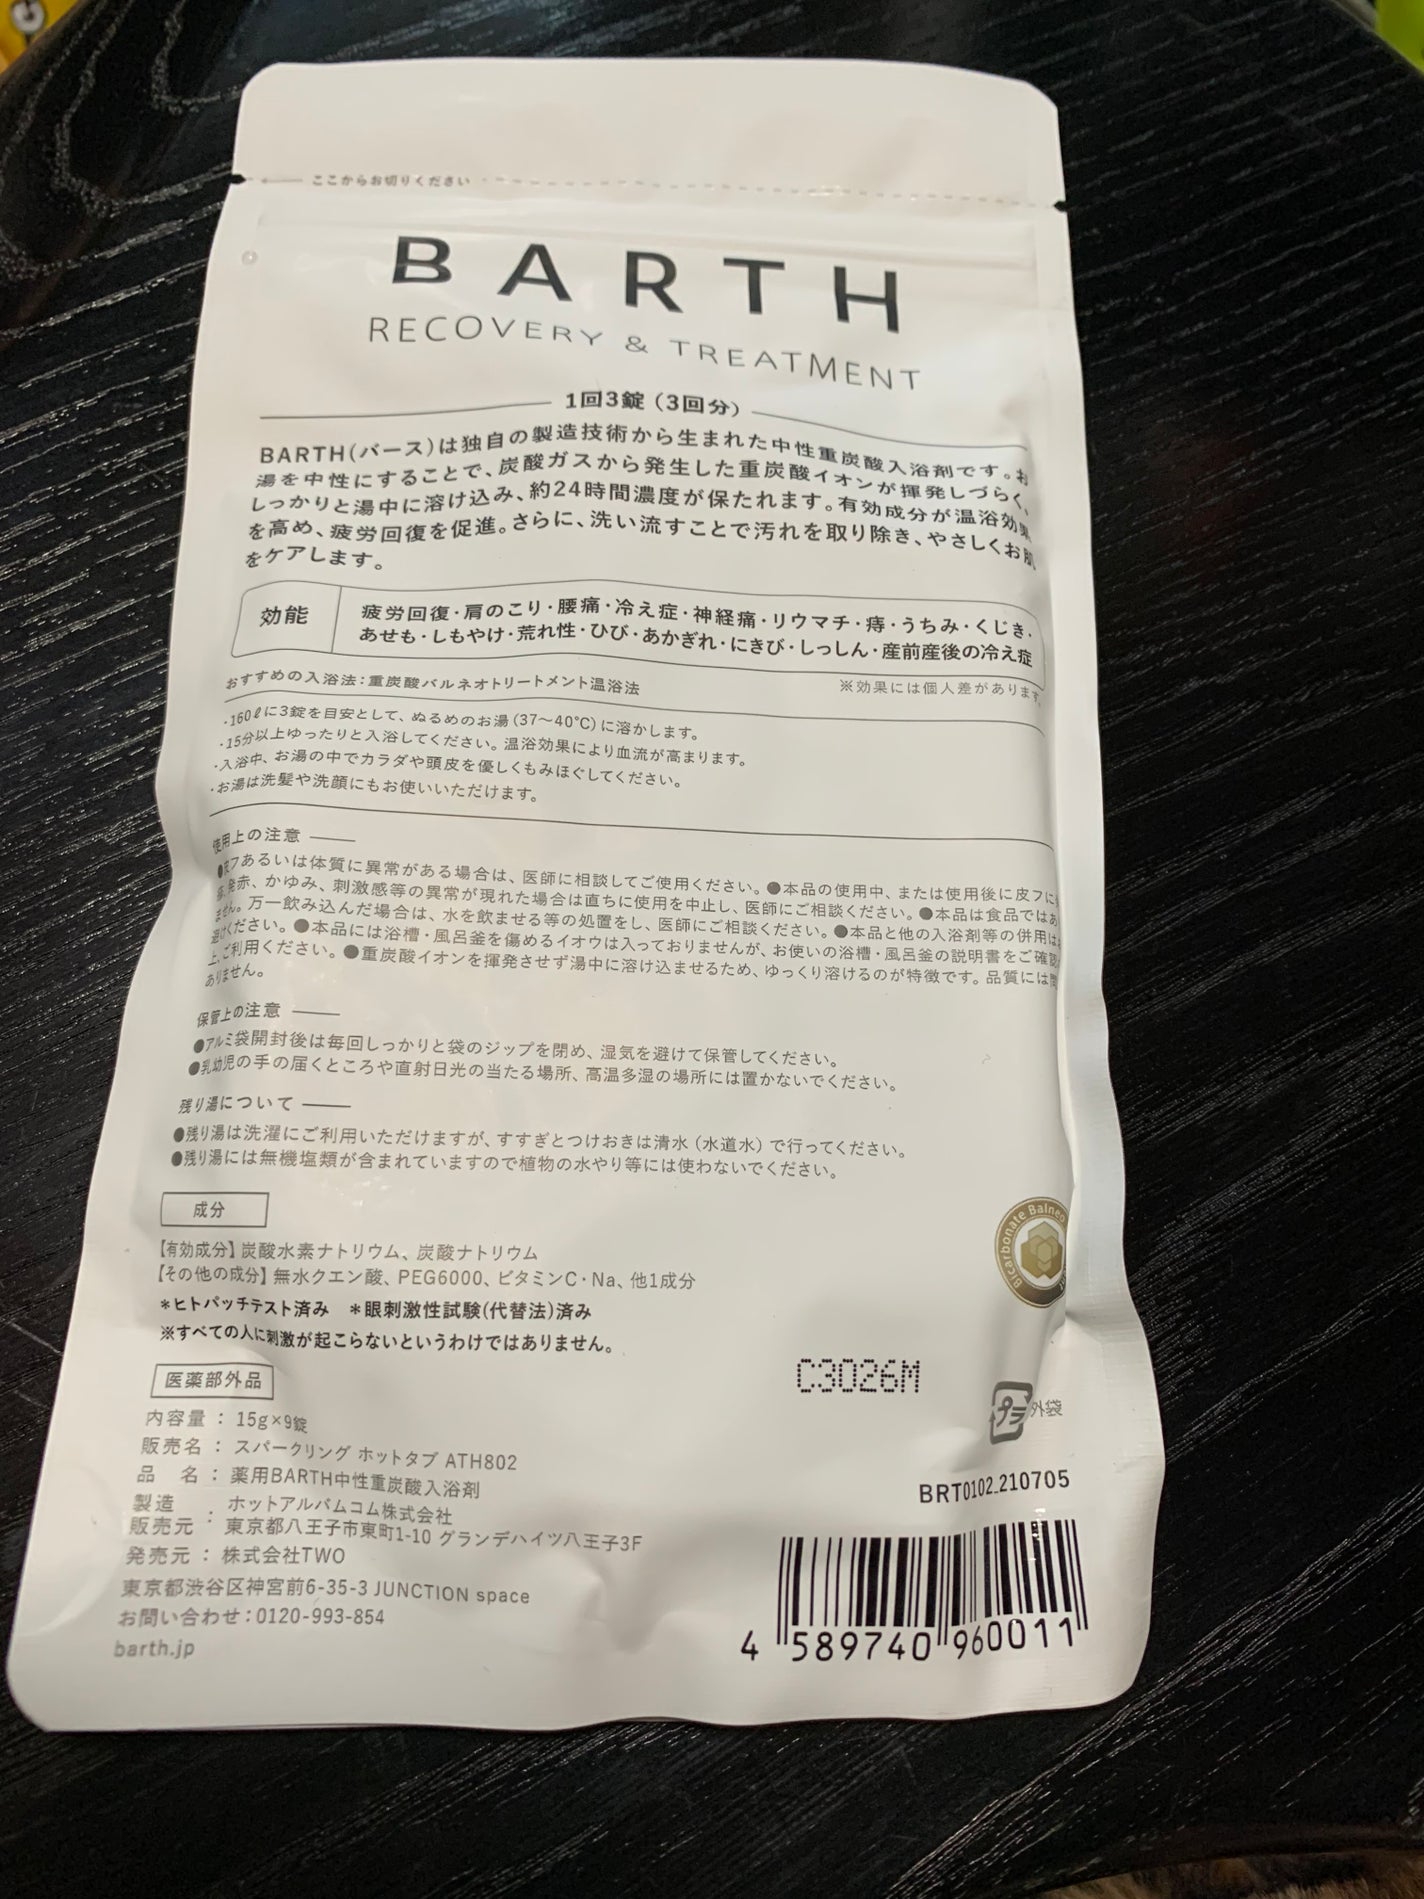 ここからお切りください
BARTH
RECOVERY & TREATMENT
1回3錠(3回分)
BARTH(バース)は独自の製造技術から生まれた中性重炭酸入浴剤です。お
湯を中性にすることで、炭酸ガスから発生した重炭酸イオンが揮発しづらく、
しっかりと湯中に溶け込み、約24時間濃度が保たれます。有効成分が温浴効果
を高め、疲労回復を促進。さらに、洗い流すことで汚れを取り除き、やさしくお肌
をケアします。
効能
疲労回復・肩のこり・腰痛・冷え症・神経痛・リウマチ・痔・うちみ・くじき・
あせも・しもやけ・荒れ性・ひび・あかぎれ・にきび・しっしん・産前産後の冷え症
おすすめの入浴法:重炭酸バルネオトリートメント温浴法
※効果には個人差があります。
・160ℓに3錠を目安として、ぬるめのお湯(37〜40℃)に溶かします。
・15分以上ゆったりと入浴してください。温浴効果により血流が高まります。
・入浴中、お湯の中でカラダや頭皮を優しくもみほぐしてください。
・お湯は洗髪や洗顔にもお使いいただけます。
使用上の注意
●皮フあるいは体質に異常がある場合は、医師に相談してご使用ください。●本品の使用中、または使用後に皮フに
発赤、かゆみ、刺激感等の異常が現れた場合は直ちに使用を中止し、医師にご相談ください。●本品は食品ではあ
ません。万一飲み込んだ場合は、水を飲ませる等の処置をし、医師にご相談ください。●本品と他の入浴剤等の併用は
避けください。●本品には浴槽・風呂釜を傷めるイオウは入っておりませんが、お使いの浴槽・風呂釜の説明書をご確認
上、ご利用ください。●重炭酸イオンを揮発させず湯中に溶け込ませるため、ゆっくり溶けるのが特徴です。品質には問
ありません。
保管上の注意
●アルミ袋開封後は毎回しっかりと袋のジップを閉め、湿気を避けて保管してください。
●乳幼児の手の届くところや直射日光の当たる場所、高温多湿の場所には置かないでください。
残り湯について
●残り湯は洗濯にご利用いただけますが、すすぎとつけおきは清水(水道水)で行ってください。
●残り湯には無機塩類が含まれていますので植物の水やり等には使わないでください。
成分
【有効成分】炭酸水素ナトリウム、炭酸ナトリウム
【その他の成分】無水クエン酸、PEG6000、ビタミンC・Na、他1成分
＊ヒトパッチテスト済み ＊眼刺激性試験(代替法)済み
※すべての人に刺激が起こらないというわけではありません。
Bicarbonate Balneo
医薬部外品
C3026M
プラ 外袋
内容量:15g×9錠
販売名:スパークリング ホットタブ ATH802
品 名:薬用BARTH中性重炭酸入浴剤
製造
販売元:ホットアルバムコム株式会社
東京都八王子市東町1-10 グランデハイツ八王子3F
発売元:株式会社TWO
東京都渋谷区神宮前6-35-3 JUNCTION space
お問い合わせ:0120-993-854
barth.jp
BRT0102_210705
4 589740 960011